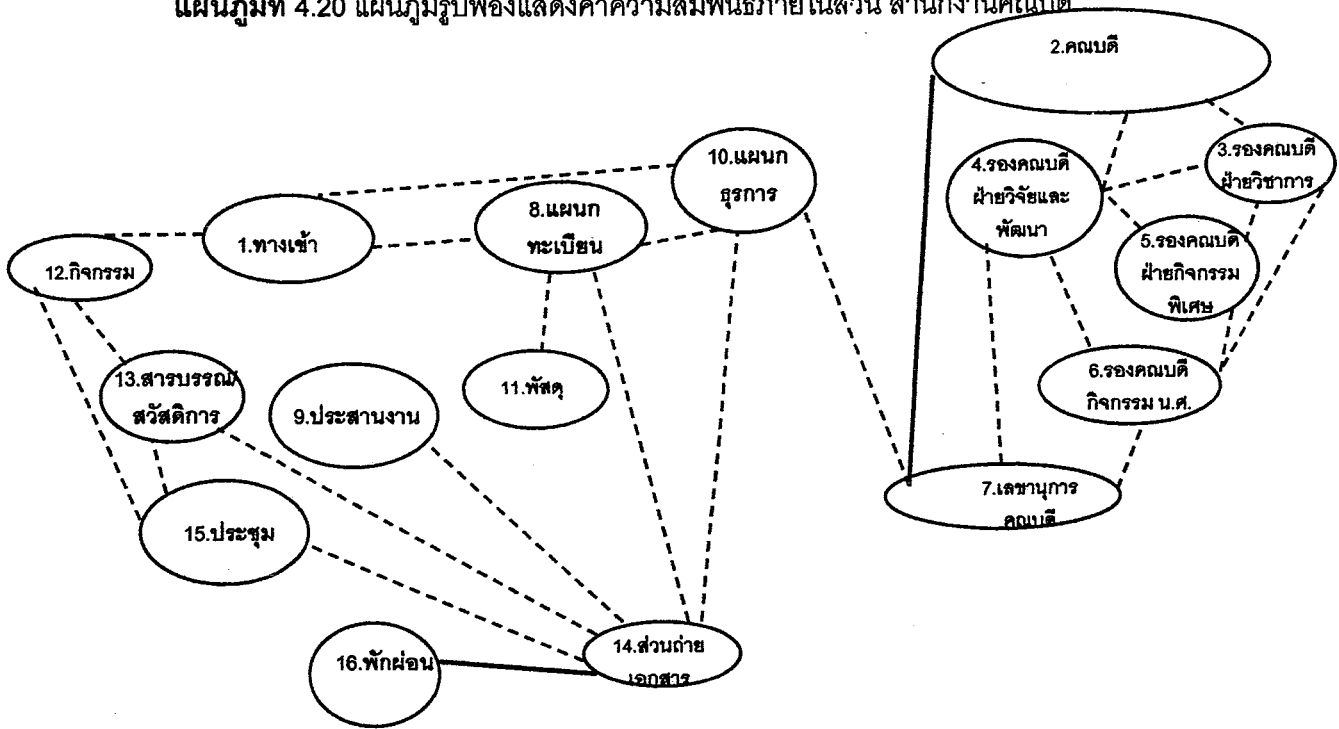 แผนภูมิที่ 4.20 แผนภูมิรูปฟองแสดงค่าความสัมพันธ์ภายในส่วน สำนักงานคณบดี
2.คณบดี
10.แผนก
ธุรการ
4.รองคณบดี
ฝ่ายวิจัยและ
พัฒนา
3.รองคณบดี
ฝ่ายวิชาการ
8.แผนก
ทะเบียน
1.ทางเข้า
5.รองคณบดี
ฝ่ายกิจกรรม
พิเศษ
12.กิจกรรม
13.สารบรรณ/
สวัสดิการ
9.ประสานงาน
11.พัสดุ
6.รองคณบดี
กิจกรรม น.ศ.
7.เลขานุการ
คณบดี
15.ประชุม
14.ส่วนถ่าย
เอกสาร
16.พักผ่อน